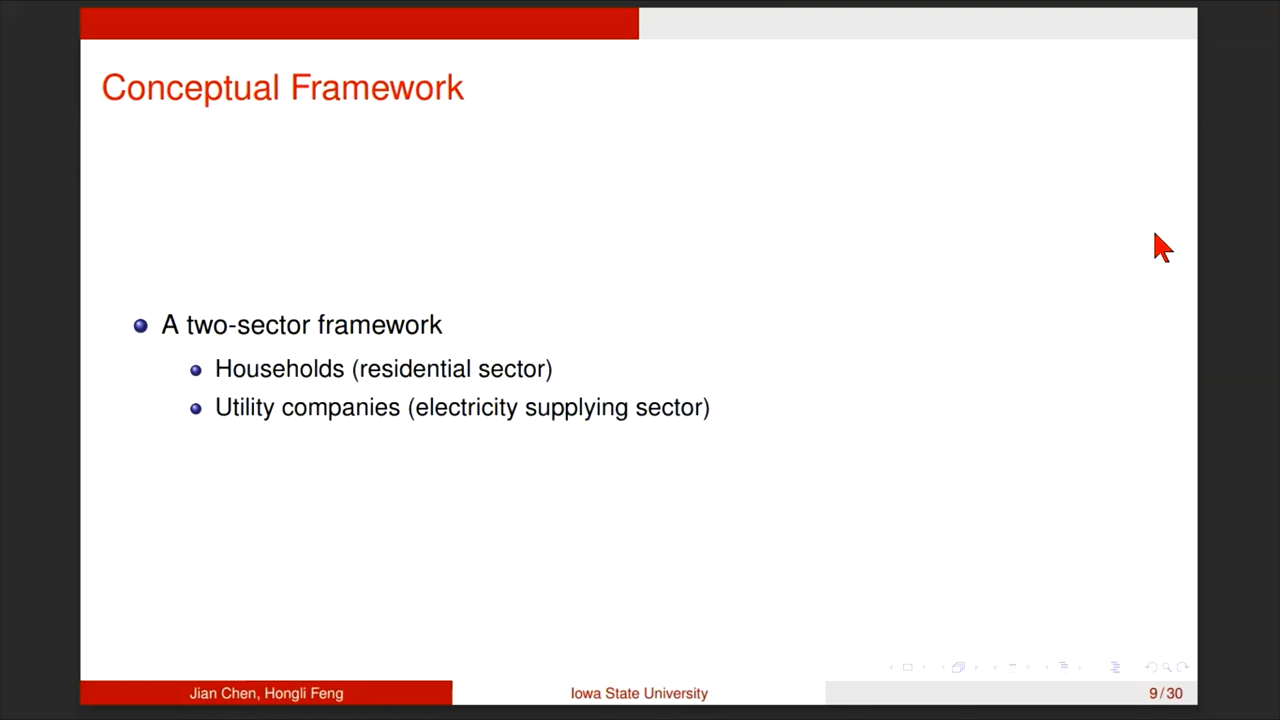 Conceptual Framework
A two-sector framework
Households (residential sector)
Utility companies (electricity supplying sector)
Jian Chen, Hongli Feng
Iowa State University
9/30